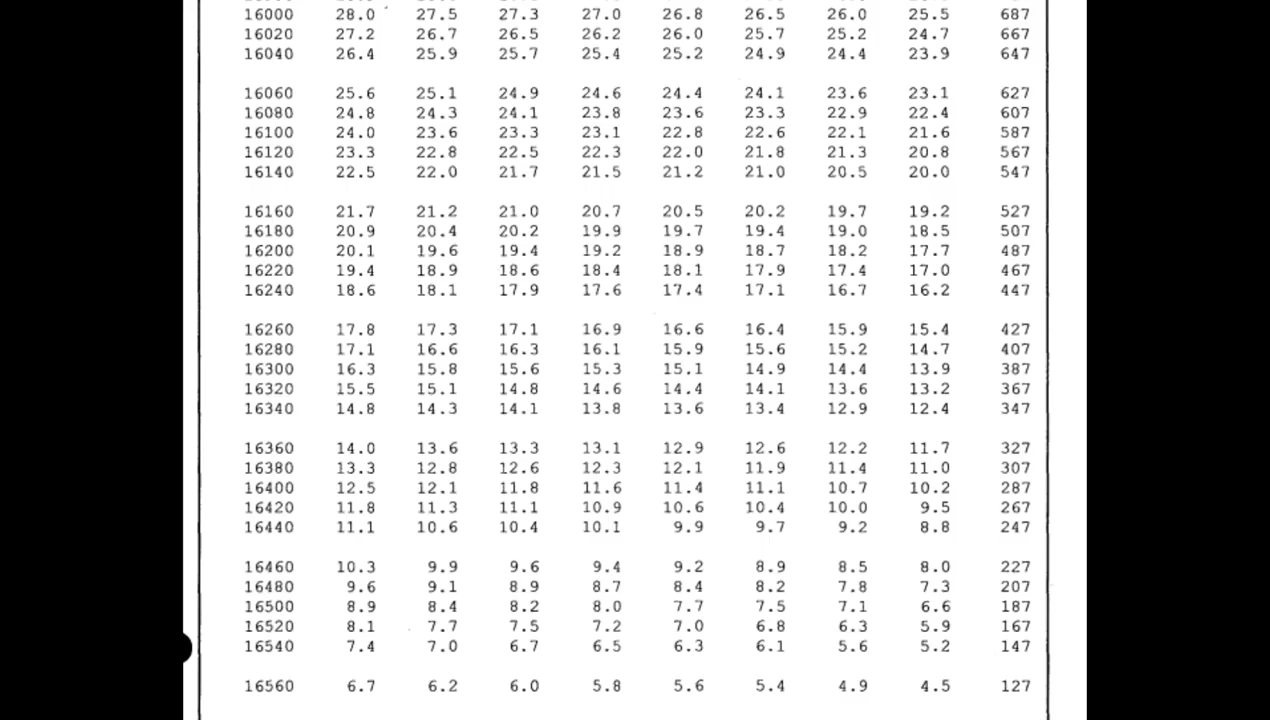 16000 28.0 27.5 27.3 27.0 26.8 26.5 26.0 25.5 687
16020 27.2 26.7 26.5 26.2 26.0 25.7 25.2 24.7 667
16040 26.4 25.9 25.7 25.4 25.2 24.9 24.4 23.9 647
16060 25.6 25.1 24.9 24.6 24.4 24.1 23.6 23.1 627
16080 24.8 24.3 24.1 23.8 23.6 23.3 22.9 22.4 607
16100 24.0 23.6 23.3 23.1 22.8 22.6 22.1 21.6 587
16120 23.3 22.8 22.5 22.3 22.0 21.8 21.3 20.8 567
16140 22.5 22.0 21.7 21.5 21.2 21.0 20.5 20.0 547
16160 21.7 21.2 21.0 20.7 20.5 20.2 19.7 19.2 527
16180 20.9 20.4 20.2 19.9 19.7 19.4 19.0 18.5 507
16200 20.1 19.6 19.4 19.2 18.9 18.7 18.2 17.7 487
16220 19.4 18.9 18.6 18.4 18.1 17.9 17.4 17.0 467
16240 18.6 18.1 17.9 17.6 17.4 17.1 16.7 16.2 447
16260 17.8 17.3 17.1 16.9 16.6 16.4 15.9 15.4 427
16280 17.1 16.6 16.3 16.1 15.9 15.6 15.2 14.7 407
16300 16.3 15.8 15.6 15.3 15.1 14.9 14.4 13.9 387
16320 15.5 15.1 14.8 14.6 14.4 14.1 13.6 13.2 367
16340 14.8 14.3 14.1 13.8 13.6 13.4 12.9 12.4 347
16360 14.0 13.6 13.3 13.1 12.9 12.6 12.2 11.7 327
16380 13.3 12.8 12.6 12.3 12.1 11.9 11.4 11.0 307
16400 12.5 12.1 11.8 11.6 11.4 11.1 10.7 10.2 287
16420 11.8 11.3 11.1 10.9 10.6 10.4 10.0 9.5 267
16440 11.1 10.6 10.4 10.1 9.9 9.7 9.2 8.8 247
16460 10.3 9.9 9.6 9.4 9.2 8.9 8.5 8.0 227
16480 9.6 9.1 8.9 8.7 8.4 8.2 7.8 7.3 207
16500 8.9 8.4 8.2 8.0 7.7 7.5 7.1 6.6 187
16520 8.1 7.7 7.5 7.2 7.0 6.8 6.3 5.9 167
16540 7.4 7.0 6.7 6.5 6.3 6.1 5.6 5.2 147
16560 6.7 6.2 6.0 5.8 5.6 5.4 4.9 4.5 127